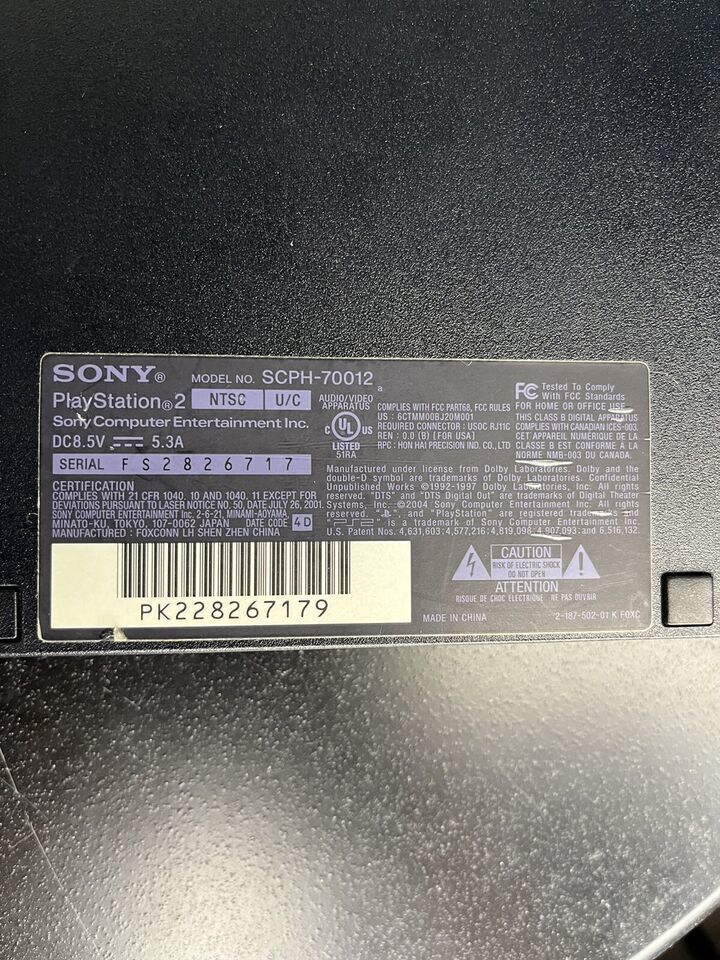 SONY®
MODEL NO. SCPH-70012 a
PlayStation®2 NTSC U/C
Sony Computer Entertainment Inc.
DC8.5V ⎓ 5.3A
SERIAL FS2826717
CERTIFICATION
COMPLIES WITH 21 CFR 1040. 10 AND 1040. 11 EXCEPT FOR
DEVIATIONS PURSUANT TO LASER NOTICE NO. 50, DATE JULY 26, 2001.
SONY COMPUTER ENTERTAINMENT Inc. 2-6-21, MINAMI-AOYAMA,
MINATO-KU, TOKYO, 107-0062 JAPAN DATE CODE 4D
MANUFACTURED : FOXCONN LH SHEN ZHEN CHINA
PK228267179
AUDIO/VIDEO
APPARATUS
C UL® US
LISTED
51RA
COMPLIES WITH FCC PART68, FCC RULES
US : 6CTMM00BJ20M001
REQUIRED CONNECTOR : USOC RJ11C
REN : 0.0 (B) [FOR USA]
RPC : HON HAI PRECISION IND. CO., LTD
FC Tested To Comply
With FCC Standards
FOR HOME OR OFFICE USE
THIS CLASS B DIGITAL APPARATUS
COMPLIES WITH CANADIAN ICES-003.
CET APPAREIL NUMERIQUE DE LA
CLASSE B EST CONFORME A LA
NORME NMB-003 DU CANADA.
Manufactured under license from Dolby Laboratories. Dolby and the
double-D symbol are trademarks of Dolby Laboratories. Confidential
Unpublished Works ©1992-1997 Dolby Laboratories, Inc. All rights
reserved. "DTS" and "DTS Digital Out" are trademarks of Digital Theater
Systems, Inc. ©2004 Sony Computer Entertainment Inc. All rights
reserved. " " and "PlayStation" are registered trademarks and
"PS2" is a trademark of Sony Computer Entertainment Inc.
U.S. Patent Nos. 4,631,603; 4,577,216; 4,819,098; 4,907,093; and 6,516,132.
CAUTION
RISK OF ELECTRIC SHOCK
DO NOT OPEN
ATTENTION
RISQUE DE CHOC ELECTRIQUE NE PAS OUVRIR
MADE IN CHINA
2-187-502-01 K FOXC